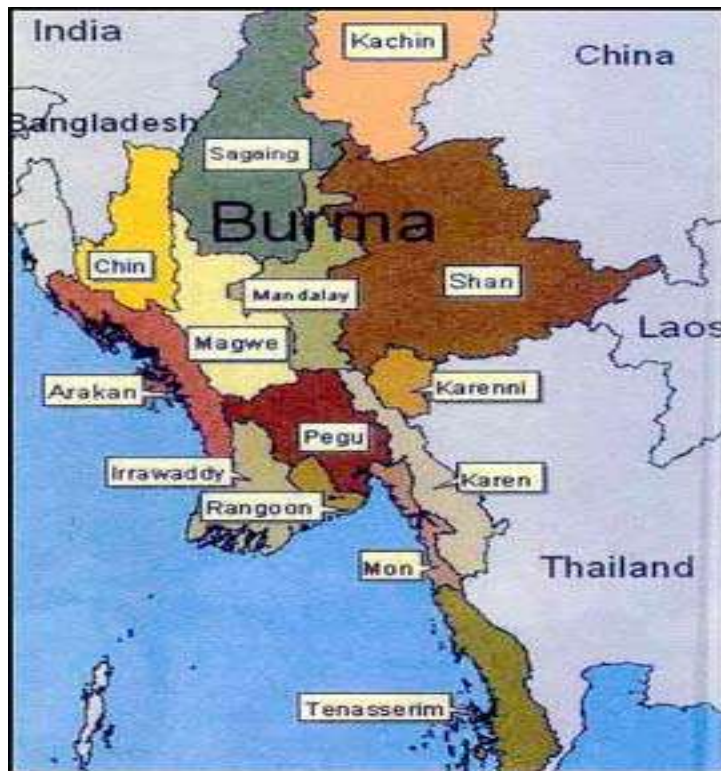 India
Kachin
China
Bangladesh
Sagaing
Burma
Chin
Mandalay
Shan
Magwe
Laos
Arakan
Karenni
Pegu
Irrawaddy
Karen
Rangoon
Mon
Thailand
Tenasserim